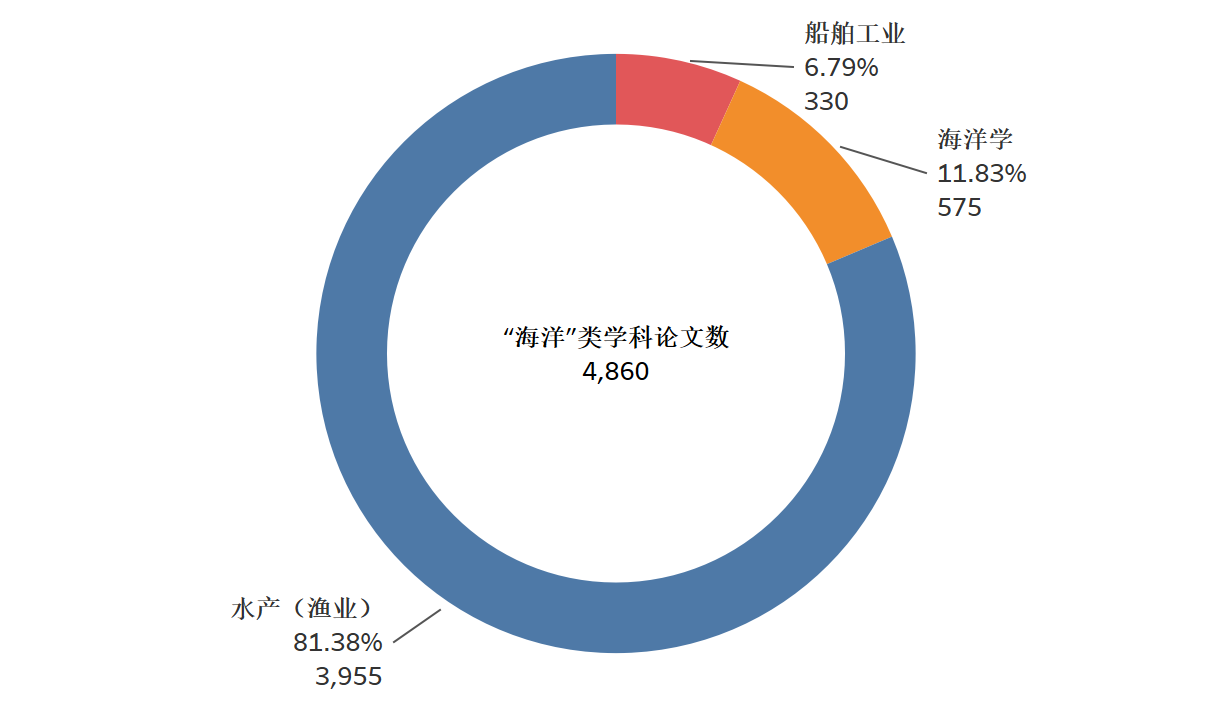 船舶工业
6.79%
330
海洋学
11.83%
575
“海洋”类学科论文数
4,860
水产（渔业）
81.38%
3,955